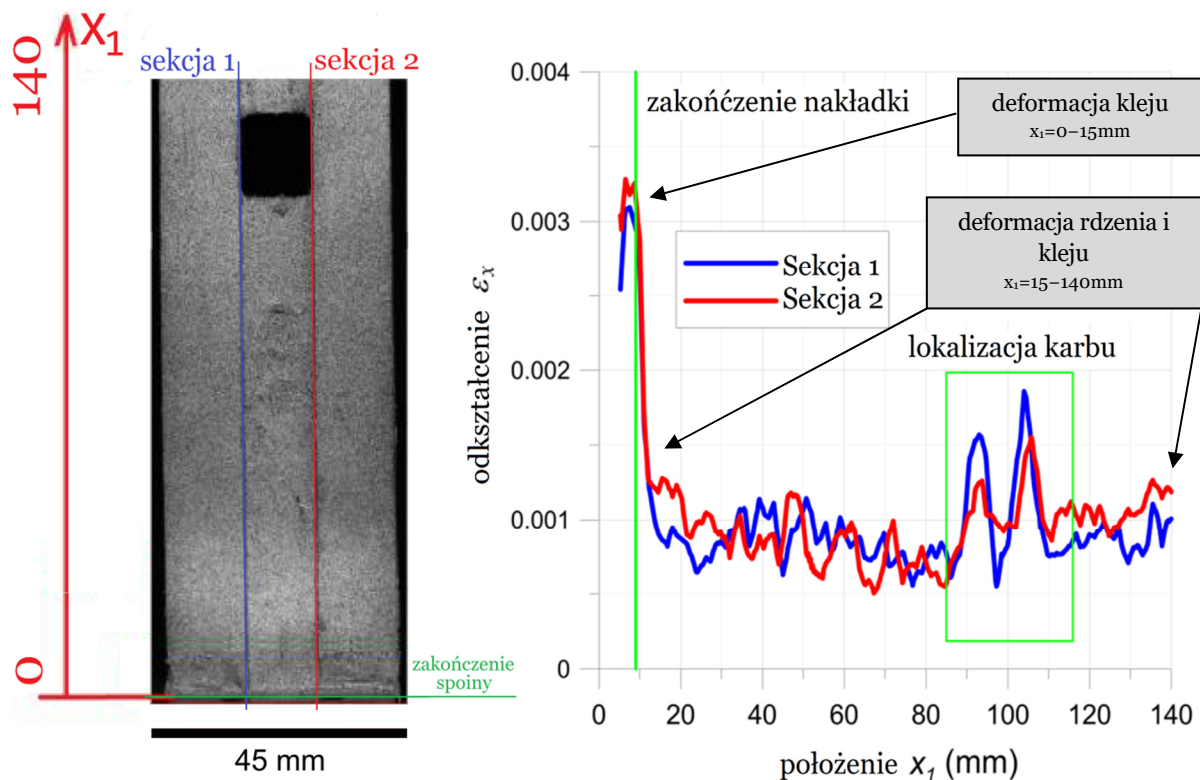 140
X₁
0
sekcja 1
sekcja 2
zakończenie
spoiny
45 mm
0.004
0.003
0.002
0.001
0
odkształcenie εₓ
zakońćzenie nakładki
deformacja kleju
x₁=0–15mm
deformacja rdzenia i
kleju
x₁=15–140mm
Sekcja 1
Sekcja 2
lokalizacja karbu
0 20 40 60 80 100 120 140
położenie x₁ (mm)